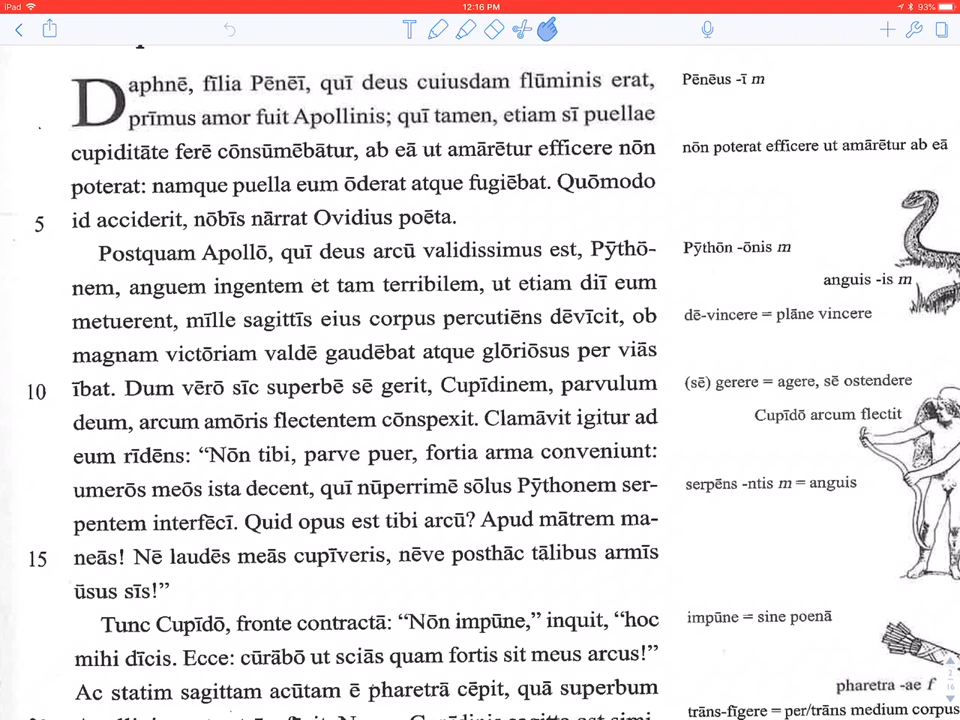 iPad
12:16 PM
93%
Daphnē, fīlia Pēnēī, quī deus cuiusdam flūminis erat,
prīmus amor fuit Apollinis; quī tamen, etiam sī puellae
cupiditāte ferē cōnsūmēbātur, ab eā ut amārētur efficere nōn
poterat: namque puella eum ōderat atque fugiēbat. Quōmodo
5 id acciderit, nōbīs nārrat Ovidius poēta.
Postquam Apollō, quī deus arcū validissimus est, Pȳthō-
nem, anguem ingentem et tam terribilem, ut etiam diī eum
metuerent, mīlle sagittīs eius corpus percutiēns dēvīcit, ob
magnam victōriam valdē gaudēbat atque glōriōsus per viās
10 ībat. Dum vērō sīc superbē sē gerit, Cupīdinem, parvulum
deum, arcum amōris flectentem cōnspexit. Clamāvit igitur ad
eum rīdēns: “Nōn tibi, parve puer, fortia arma conveniunt:
umerōs meōs ista decent, quī nūperrimē sōlus Pȳthonem ser-
pentem interfēcī. Quid opus est tibi arcū? Apud mātrem ma-
15 neās! Nē laudēs meās cupīveris, nēve posthāc tālibus armīs
ūsus sīs!”
Tunc Cupīdō, fronte contractā: “Nōn impūne,” inquit, “hoc
mihi dīcis. Ecce: cūrābō ut sciās quam fortis sit meus arcus!”
Ac statim sagittam acūtam ē pharetrā cēpit, quā superbum
Pēnēus -ī m
nōn poterat efficere ut amārētur ab eā
Pȳthōn -ōnis m
anguis -is m
dē-vincere = plāne vincere
(sē) gerere = agere, sē ostendere
Cupīdō arcum flectit
serpēns -ntis m = anguis
impūne = sine poenā
pharetra -ae f
trāns-fīgere = per/trāns medium corpus